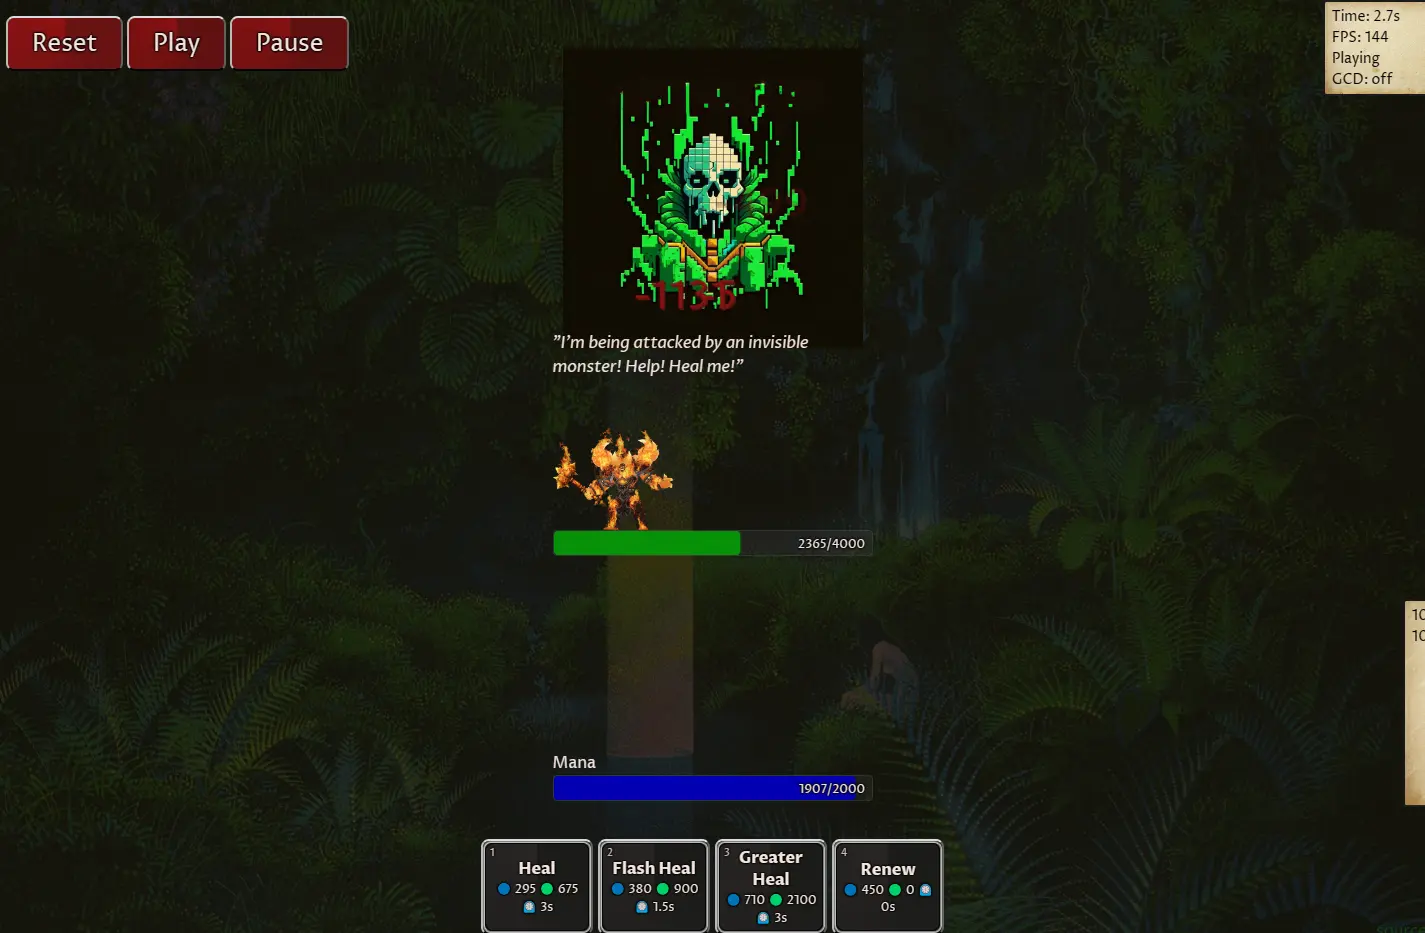 Reset
Play
Pause
Time: 2.7s
FPS: 144
Playing
GCD: off
"I'm being attacked by an invisible
monster! Help! Heal me!"
2365/4000
Mana
1907/2000
1
Heal
295 675
3s
2
Flash Heal
380 900
1.5s
3
Greater
Heal
710 2100
3s
4
Renew
450 0
0s